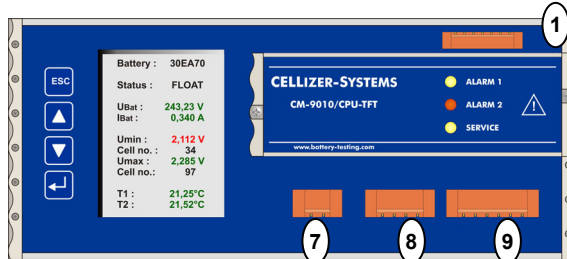 1
ESC
Battery : 30EA70
Status : FLOAT
UBat : 243,23 V
IBat : 0,340 A
Umin : 2,112 V
Cell no. : 34
Umax : 2,285 V
Cell no.: 97
T1 : 21,25°C
T2 : 21,52°C
CELLIZER-SYSTEMS
CM-9010/CPU-TFT
www.battery-testing.com
ALARM 1
ALARM 2
SERVICE
7
8
9